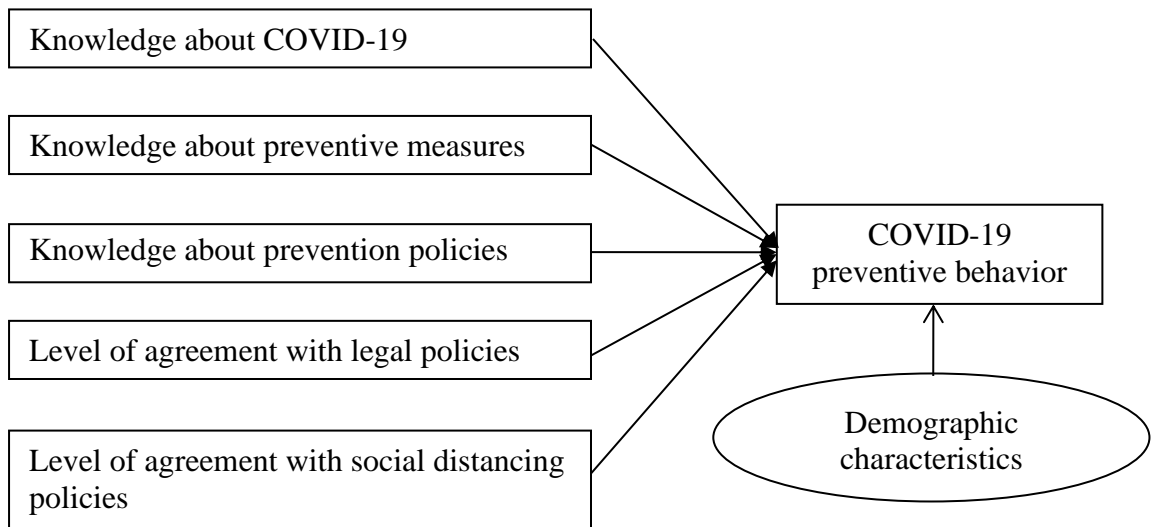 Knowledge about COVID-19
Knowledge about preventive measures
Knowledge about prevention policies
Level of agreement with legal policies
Level of agreement with social distancing
policies
COVID-19
preventive behavior
Demographic
characteristics